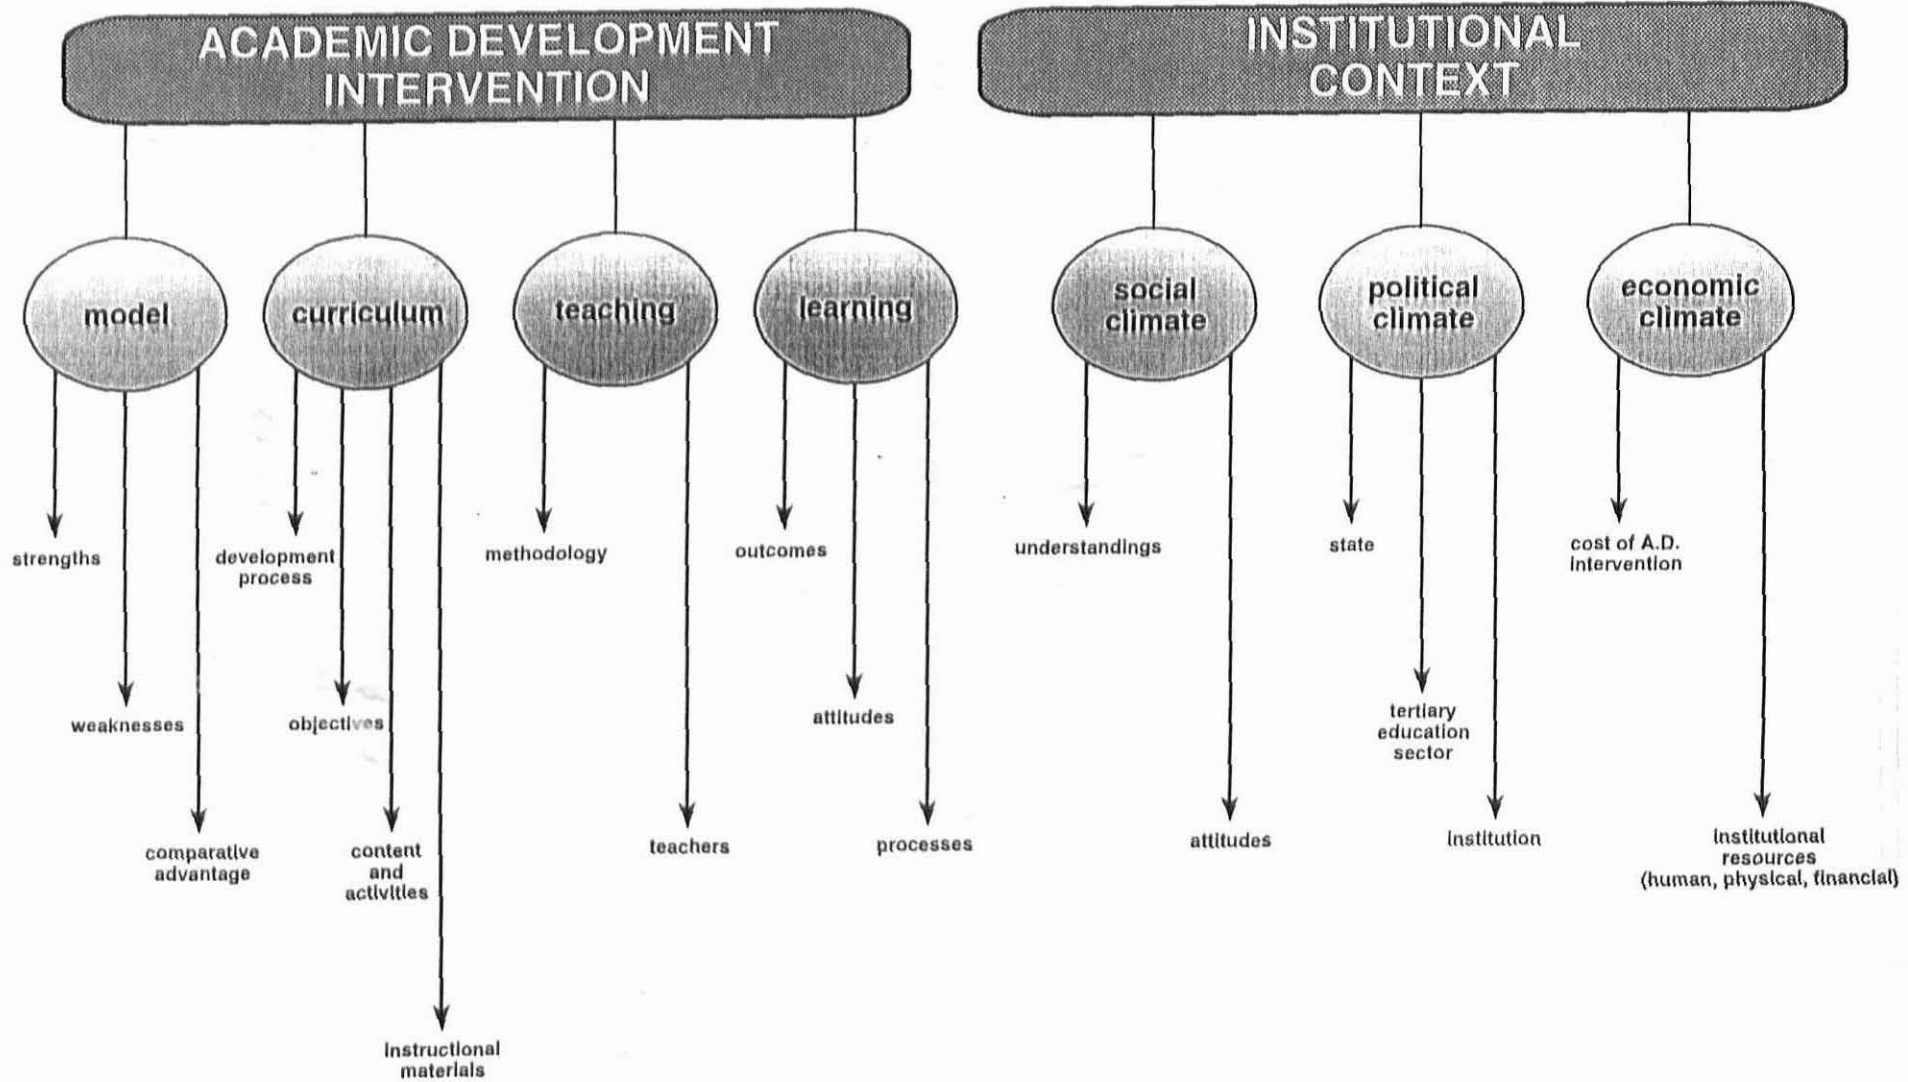 ACADEMIC DEVELOPMENT
INTERVENTION
INSTITUTIONAL
CONTEXT
model
curriculum
teaching
learning
social
climate
political
climate
economic
climate
strengths
development
process
methodology
outcomes
understandings
state
cost of A.D.
intervention
weaknesses
objectives
attitudes
tertiary
education
sector
comparative
advantage
content
and
activities
teachers
processes
attitudes
institution
institutional
resources
(human, physical, financial)
instructional
materials